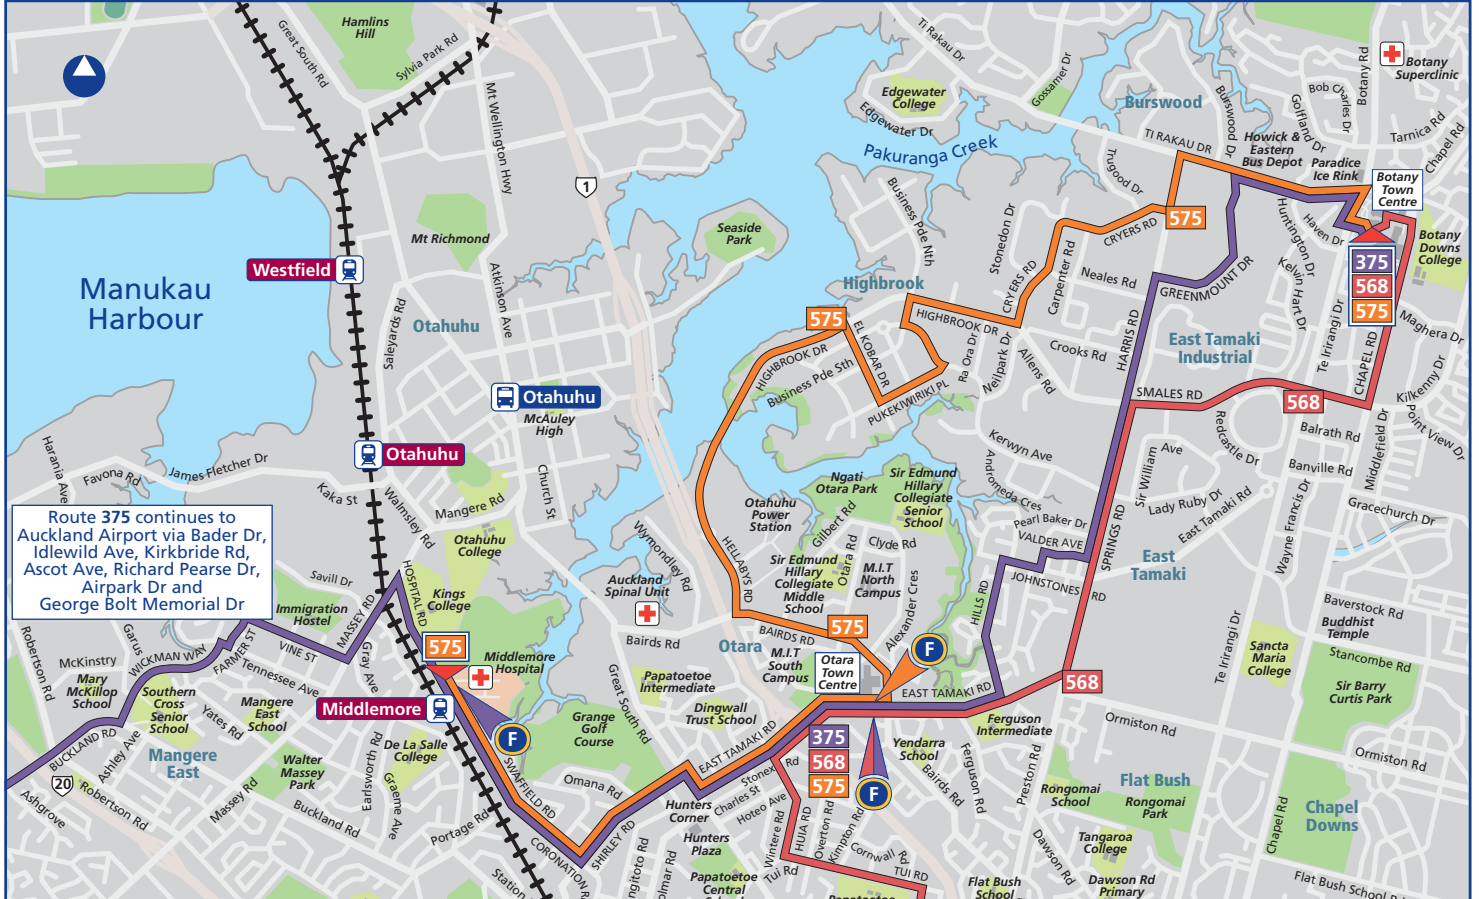 Hamlins
Hill
Great South Rd
Sylvia Park Rd
Mt Wellington Hwy
1
Ti Rakau Dr
Gossamer Dr
Edgewater
College
Edgewater Dr
Pakuranga Creek
Burswood
Burswood Dr
Botany Rd
Botany
Superclinic
Bob Charles Dr
Golfland Dr
Tarnica Rd
Chapel Rd
TI RAKAU DR
Howick &
Eastern
Bus Depot
Paradice
Ice Rink
Botany
Town
Centre
Trugood Dr
575
Botany
Downs
College
Business Pde Nth
Stonedon Dr
CRYERS RD
CRYERS RD
Carpenter Rd
Neales Rd
GREENMOUNT DR
Huntington Dr
Haven Dr
Kelvin Hart Dr
Te Irirangi Dr
375
568
575
Maghera Dr
Mt Richmond
Seaside
Park
Westfield
Manukau
Harbour
Otahuhu
Saleyards Rd
Atkinson Ave
Highbrook
575
HIGHBROOK DR
HIGHBROOK DR
EL KOBAR DR
Business Pde Sth
PUKEKIWIRIKI PL
Ra Ora Dr
Neilpark Dr
Allens Rd
Crooks Rd
HARRIS RD
East Tamaki
Industrial
CHAPEL RD
SMALES RD
568
Kilkenny Dr
Point View Dr
Otahuhu
McAuley
High
Otahuhu
Harania Ave
Favona Rd
James Fletcher Dr
Kaka St
Walmsley Rd
Mangere Rd
Church St
Otahuhu
College
Wymondley Rd
Otahuhu
Power
Station
Ngati
Otara Park
Sir Edmund
Hillary
Collegiate
Senior
School
Gilbert Rd
Otara Rd
Clyde Rd
Kerwyn Ave
Andromeda Cres
Pearl Baker Dr
VALDER AVE
JOHNSTONES RD
SPRINGS RD
Sir William Ave
Redcastle Dr
Balrath Rd
Banville Rd
Middlefield Dr
Lady Ruby Dr
East Tamaki Rd
Wayne Francis Dr
Gracechurch Dr
East
Tamaki
Route 375 continues to
Auckland Airport via Bader Dr,
Idlewild Ave, Kirkbride Rd,
Ascot Ave, Richard Pearse Dr,
Airpark Dr and
George Bolt Memorial Dr
Savill Dr
Immigration
Hostel
MASSEY RD
HOSPITAL RD
Kings
College
575
Middlemore
Hospital
Middlemore
Auckland
Spinal Unit
Bairds Rd
HELLABYS RD
Sir Edmund
Hillary
Collegiate
Middle
School
M.I.T
North
Campus
Alexander Cres
BAIRDS RD
575
Otara
M.I.T
South
Campus
Otara
Town
Centre
F
HILLS RD
EAST TAMAKI RD
568
Te Irirangi Dr
Baverstock Rd
Buddhist
Temple
Stancombe Rd
Sancta
Maria
College
Sir Barry
Curtis Park
Robertson Rd
McKinstry
Garus
WICKMAN WAY
FARMER ST
VINE ST
Tennessee Ave
Gray Ave
Mary
McKillop
School
Southern
Cross
Senior
School
Yates Rd
Mangere
East
School
BUCKLAND RD
Ashley Ave
Mangere
East
De La Salle
College
Walter
Massey
Park
Earlsworth Rd
Graeme Ave
20
Ashgrove
Robertson Rd
Massey Rd
Buckland Rd
Portage Rd
Station
F
Great South Rd
Grange
Golf
Course
SWAFFIELD RD
Omana Rd
CORONATION R
SHIRLEY RD
Papatoetoe
Intermediate
Dingwall
Trust School
EAST TAMAKI RD
Stonex Rd
Charles St
Hoteo Ave
Hunters
Corner
Hunters
Plaza
Papatoetoe
Central
375
568
575
F
Yendarra
School
Bairds Rd
Ferguson
Intermediate
Ferguson Rd
Preston Rd
Ormiston Rd
Ormiston Rd
Flat Bush
Rongomai
School
Rongomai
Park
Tangaroa
College
Dawson Rd
Dawson Rd
Primary
Chapel
Downs
Chapel Rd
Flat Bush School R
Wintere Rd
HUIA RD
Overton Rd
Kimpton Rd
Cornwall Rd
Tui Rd
TUI RD
Flat Bush
School
Papatoetoe